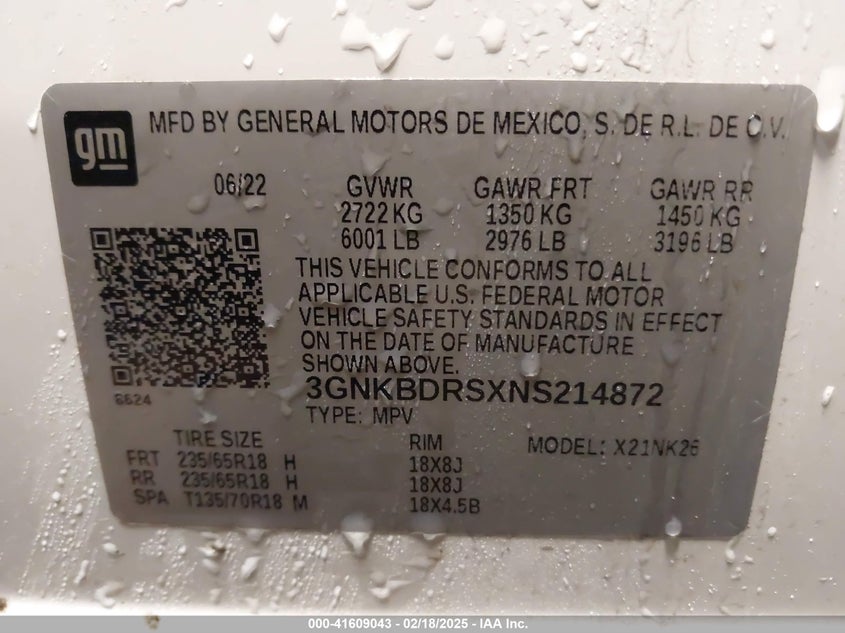 gm
MFD BY GENERAL MOTORS DE MEXICO, S. DE R.L. DE C.V.
06/22 GVWR GAWR FRT GAWR RR
2722 KG 1350 KG 1450 KG
6001 LB 2976 LB 3196 LB
THIS VEHICLE CONFORMS TO ALL
APPLICABLE U.S. FEDERAL MOTOR
VEHICLE SAFETY STANDARDS IN EFFECT
ON THE DATE OF MANUFACTURE
SHOWN ABOVE.
3GNKBDRSXNS214872
6624
TYPE: MPV
TIRE SIZE RIM MODEL: X21NK26
FRT 235/65R18 H 18X8J
RR 235/65R18 H 18X8J
SPA T135/70R18 M 18X4.5B
000-41609043 - 02/18/2025 - IAA Inc.